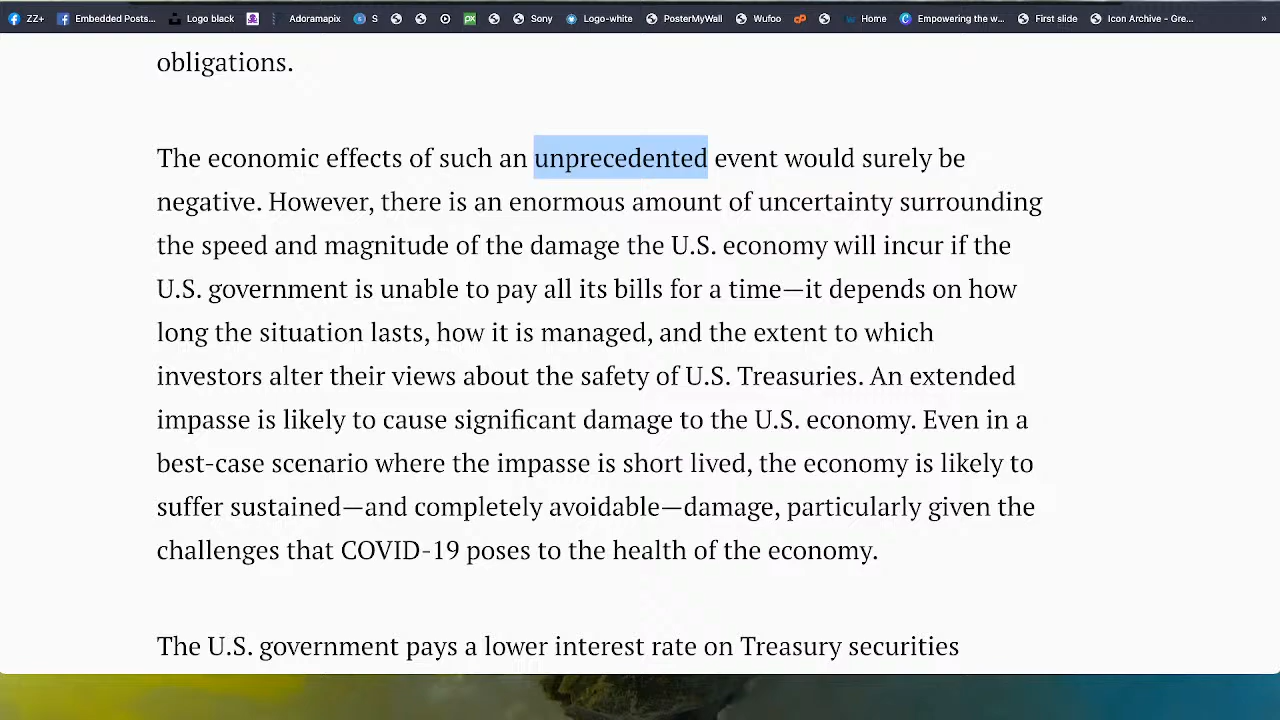 ZZ+ Embedded Posts... Logo black Adoramapix S Sony Logo-white PosterMyWall Wufoo Home Empowering the w... First slide Icon Archive - Gre... »
obligations.
The economic effects of such an unprecedented event would surely be
negative. However, there is an enormous amount of uncertainty surrounding
the speed and magnitude of the damage the U.S. economy will incur if the
U.S. government is unable to pay all its bills for a time—it depends on how
long the situation lasts, how it is managed, and the extent to which
investors alter their views about the safety of U.S. Treasuries. An extended
impasse is likely to cause significant damage to the U.S. economy. Even in a
best-case scenario where the impasse is short lived, the economy is likely to
suffer sustained—and completely avoidable—damage, particularly given the
challenges that COVID-19 poses to the health of the economy.
The U.S. government pays a lower interest rate on Treasury securities